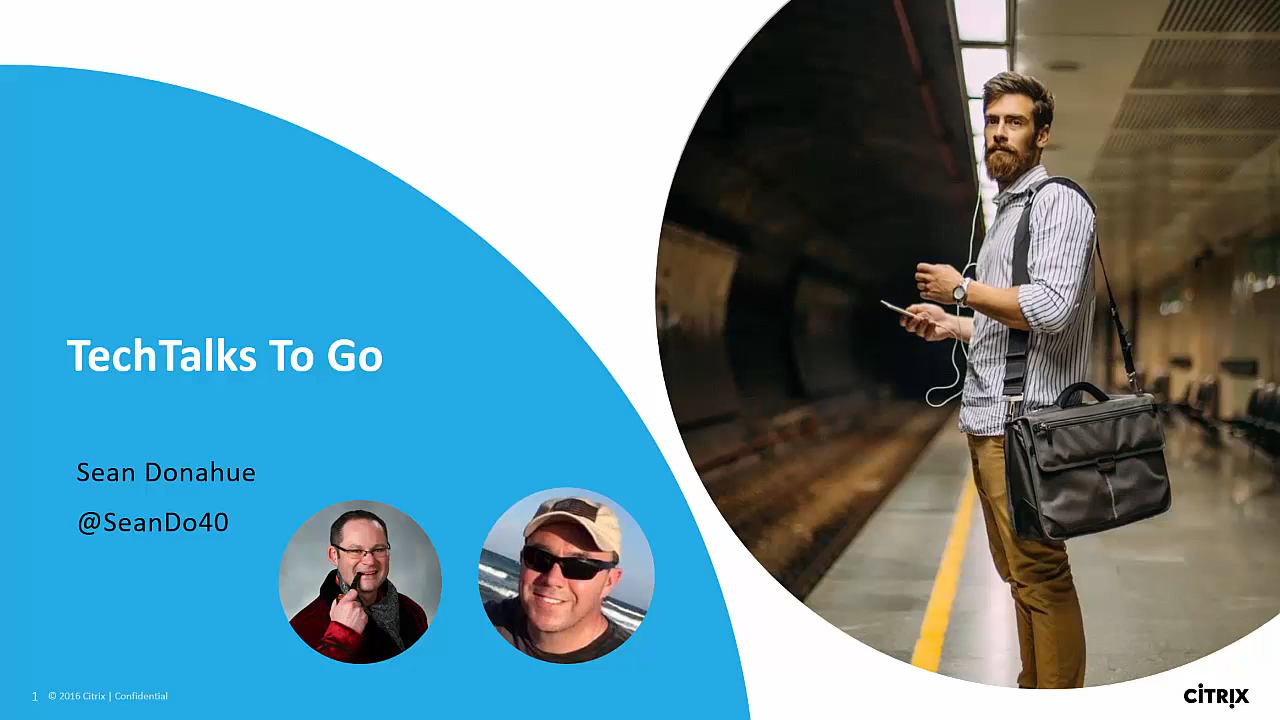 TechTalks To Go
Sean Donahue
@SeanDo40
1 © 2016 Citrix | Confidential
CiTRIX